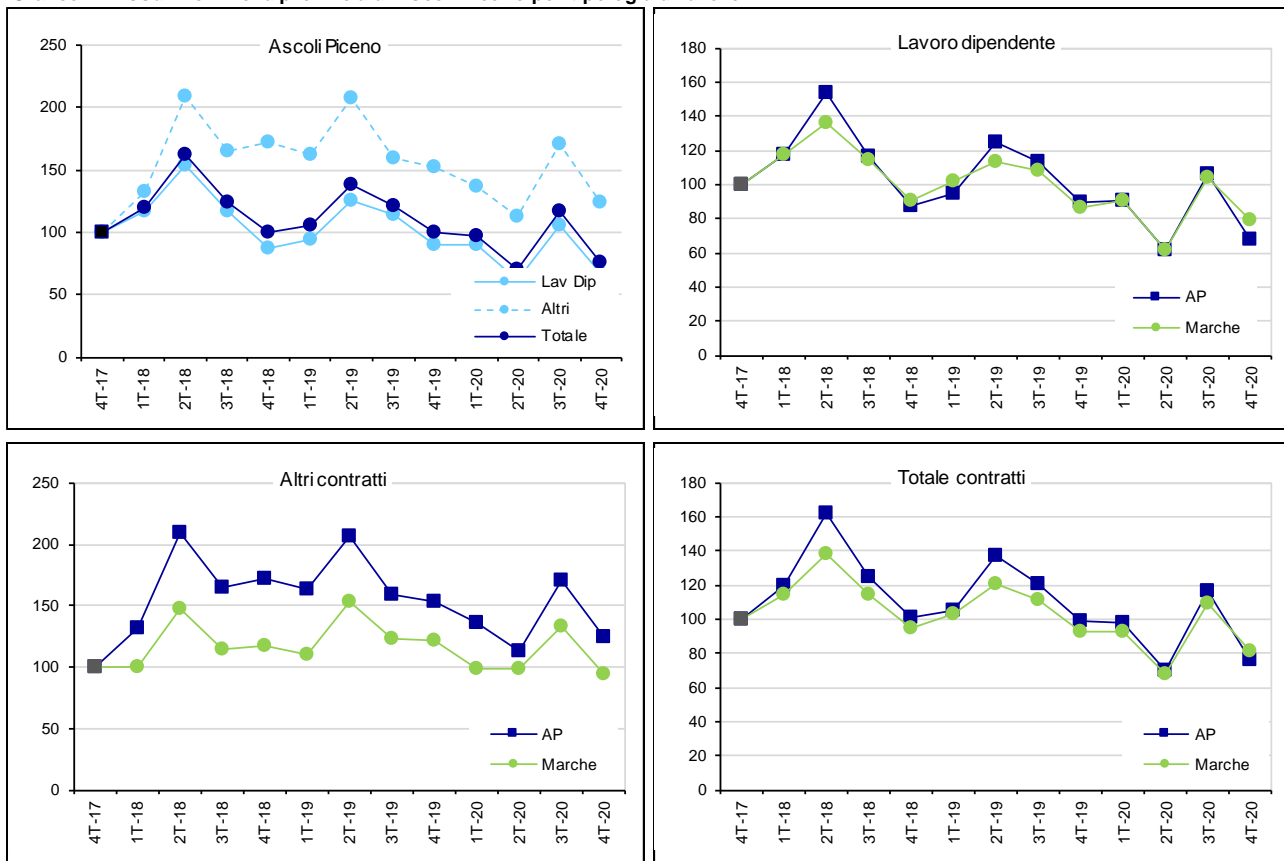 Ascoli Piceno
250
200
150
100
50
0
Lav Dip
Altri
Totale
4T-17 1T-18 2T-18 3T-18 4T-18 1T-19 2T-19 3T-19 4T-19 1T-20 2T-20 3T-20 4T-20
Lavoro dipendente
180
160
140
120
100
80
60
40
20
0
AP
Marche
4T-17 1T-18 2T-18 3T-18 4T-18 1T-19 2T-19 3T-19 4T-19 1T-20 2T-20 3T-20 4T-20
Altri contratti
250
200
150
100
50
0
AP
Marche
4T-17 1T-18 2T-18 3T-18 4T-18 1T-19 2T-19 3T-19 4T-19 1T-20 2T-20 3T-20 4T-20
Totale contratti
180
160
140
120
100
80
60
40
20
0
AP
Marche
4T-17 1T-18 2T-18 3T-18 4T-18 1T-19 2T-19 3T-19 4T-19 1T-20 2T-20 3T-20 4T-20